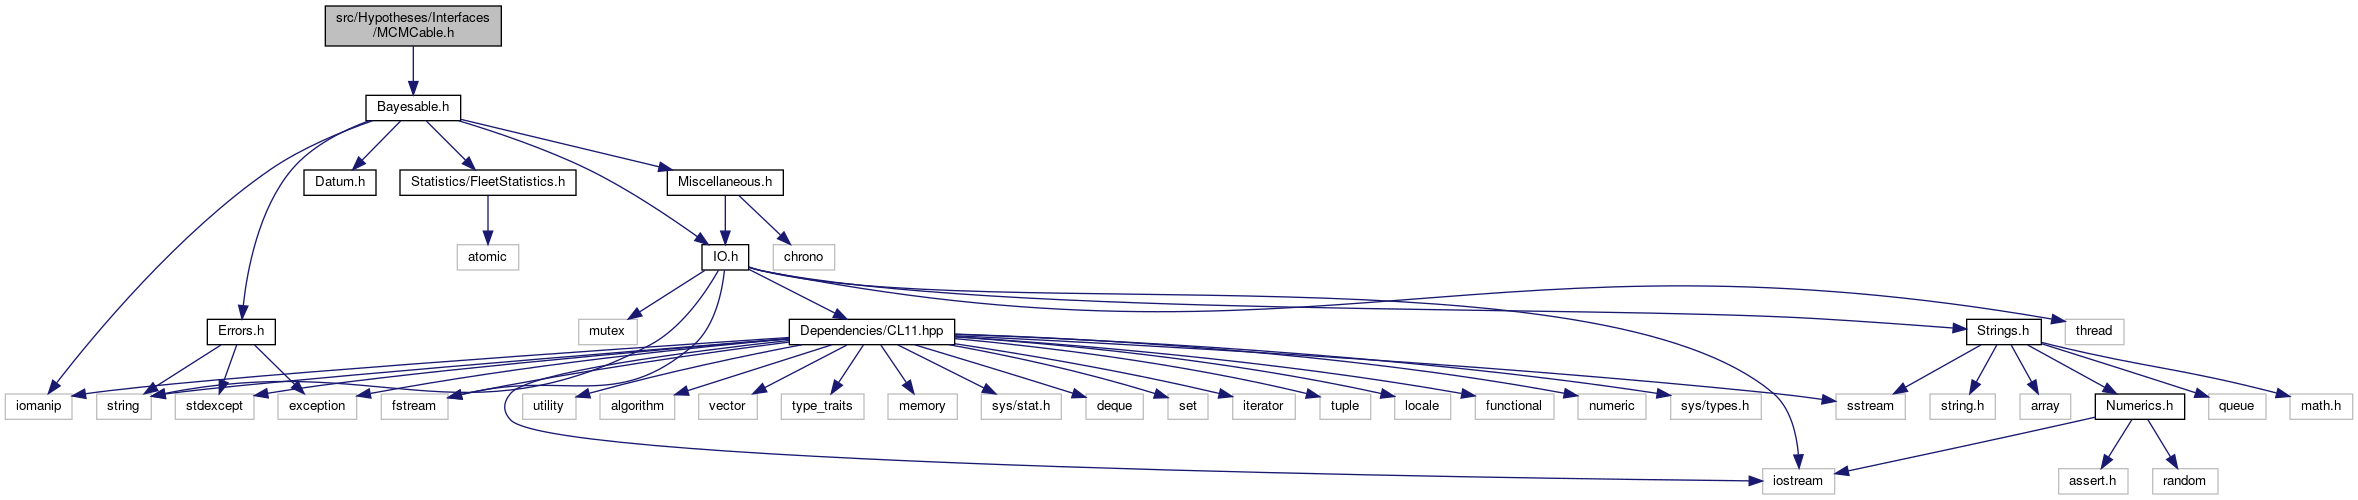 src/Hypotheses/Interfaces
/MCMCable.h
Bayesable.h
Datum.h
Statistics/FleetStatistics.h
Miscellaneous.h
atomic
IO.h
chrono
Errors.h
mutex
Dependencies/CL11.hpp
Strings.h
thread
iomanip
string
stdexcept
exception
fstream
utility
algorithm
vector
type_traits
memory
sys/stat.h
deque
set
iterator
tuple
locale
functional
numeric
sys/types.h
sstream
string.h
array
Numerics.h
queue
math.h
iostream
assert.h
random